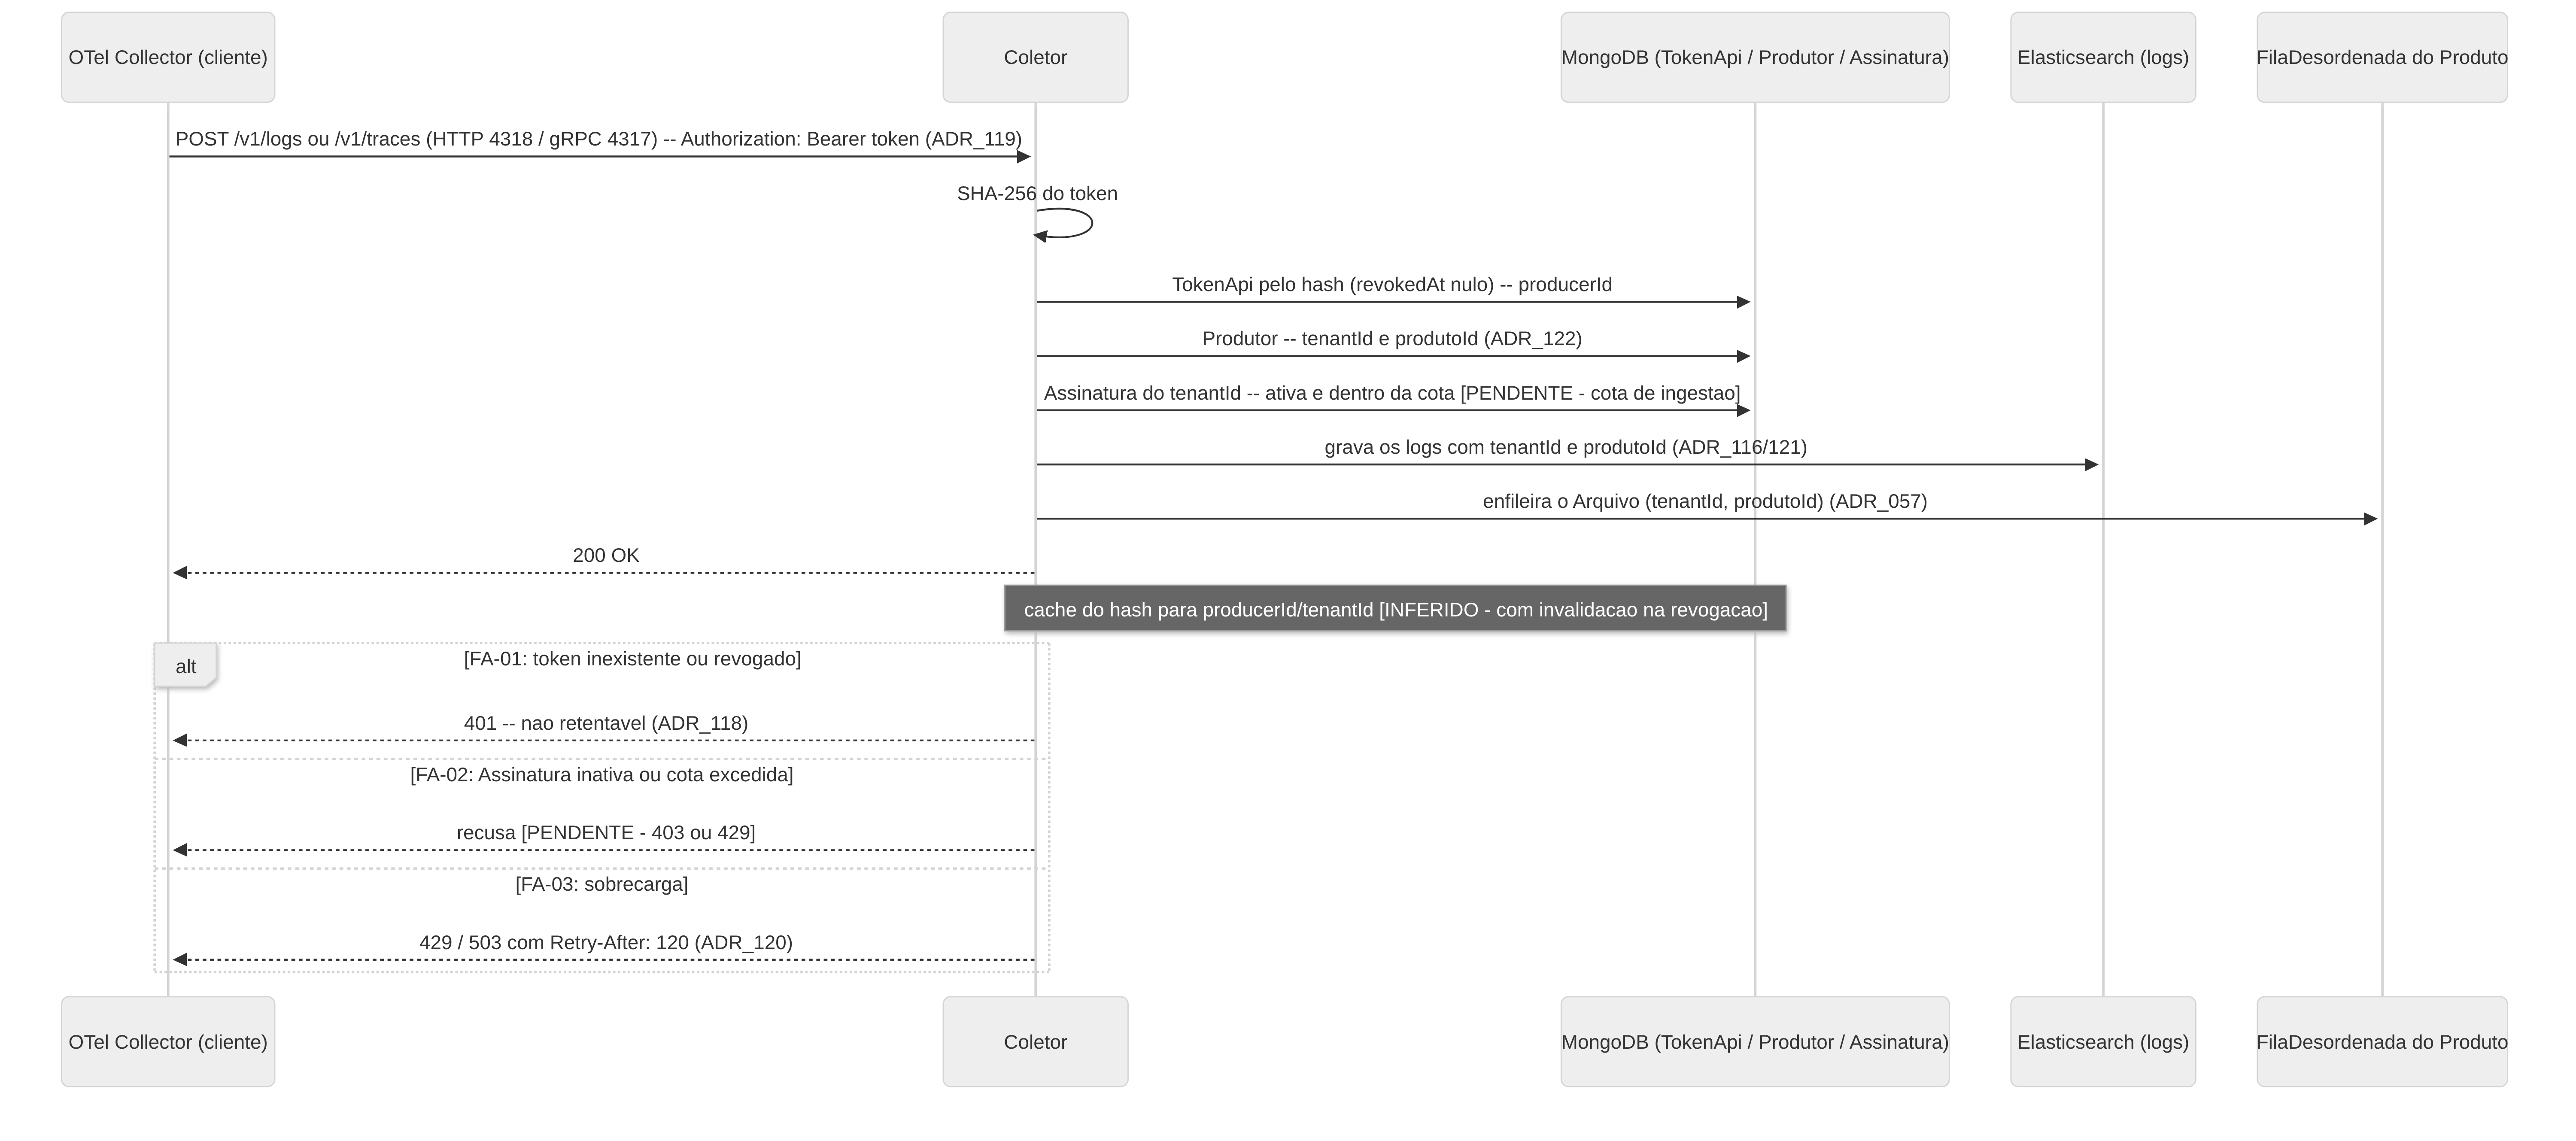 OTel Collector (cliente)
Coletor
MongoDB (TokenApi / Produtor / Assinatura)
Elasticsearch (logs)
FilaDesordenada do Produto
POST /v1/logs ou /v1/traces (HTTP 4318 / gRPC 4317) -- Authorization: Bearer token (ADR_119)
SHA-256 do token
TokenApi pelo hash (revokedAt nulo) -- producerId
Produtor -- tenantId e produtoId (ADR_122)
Assinatura do tenantId -- ativa e dentro da cota [PENDENTE - cota de ingestao]
grava os logs com tenantId e produtoId (ADR_116/121)
enfileira o Arquivo (tenantId, produtoId) (ADR_057)
200 OK
cache do hash para producerId/tenantId [INFERIDO - com invalidacao na revogacao]
alt
[FA-01: token inexistente ou revogado]
401 -- nao retentavel (ADR_118)
[FA-02: Assinatura inativa ou cota excedida]
recusa [PENDENTE - 403 ou 429]
[FA-03: sobrecarga]
429 / 503 com Retry-After: 120 (ADR_120)
OTel Collector (cliente)
Coletor
MongoDB (TokenApi / Produtor / Assinatura)
Elasticsearch (logs)
FilaDesordenada do Produto